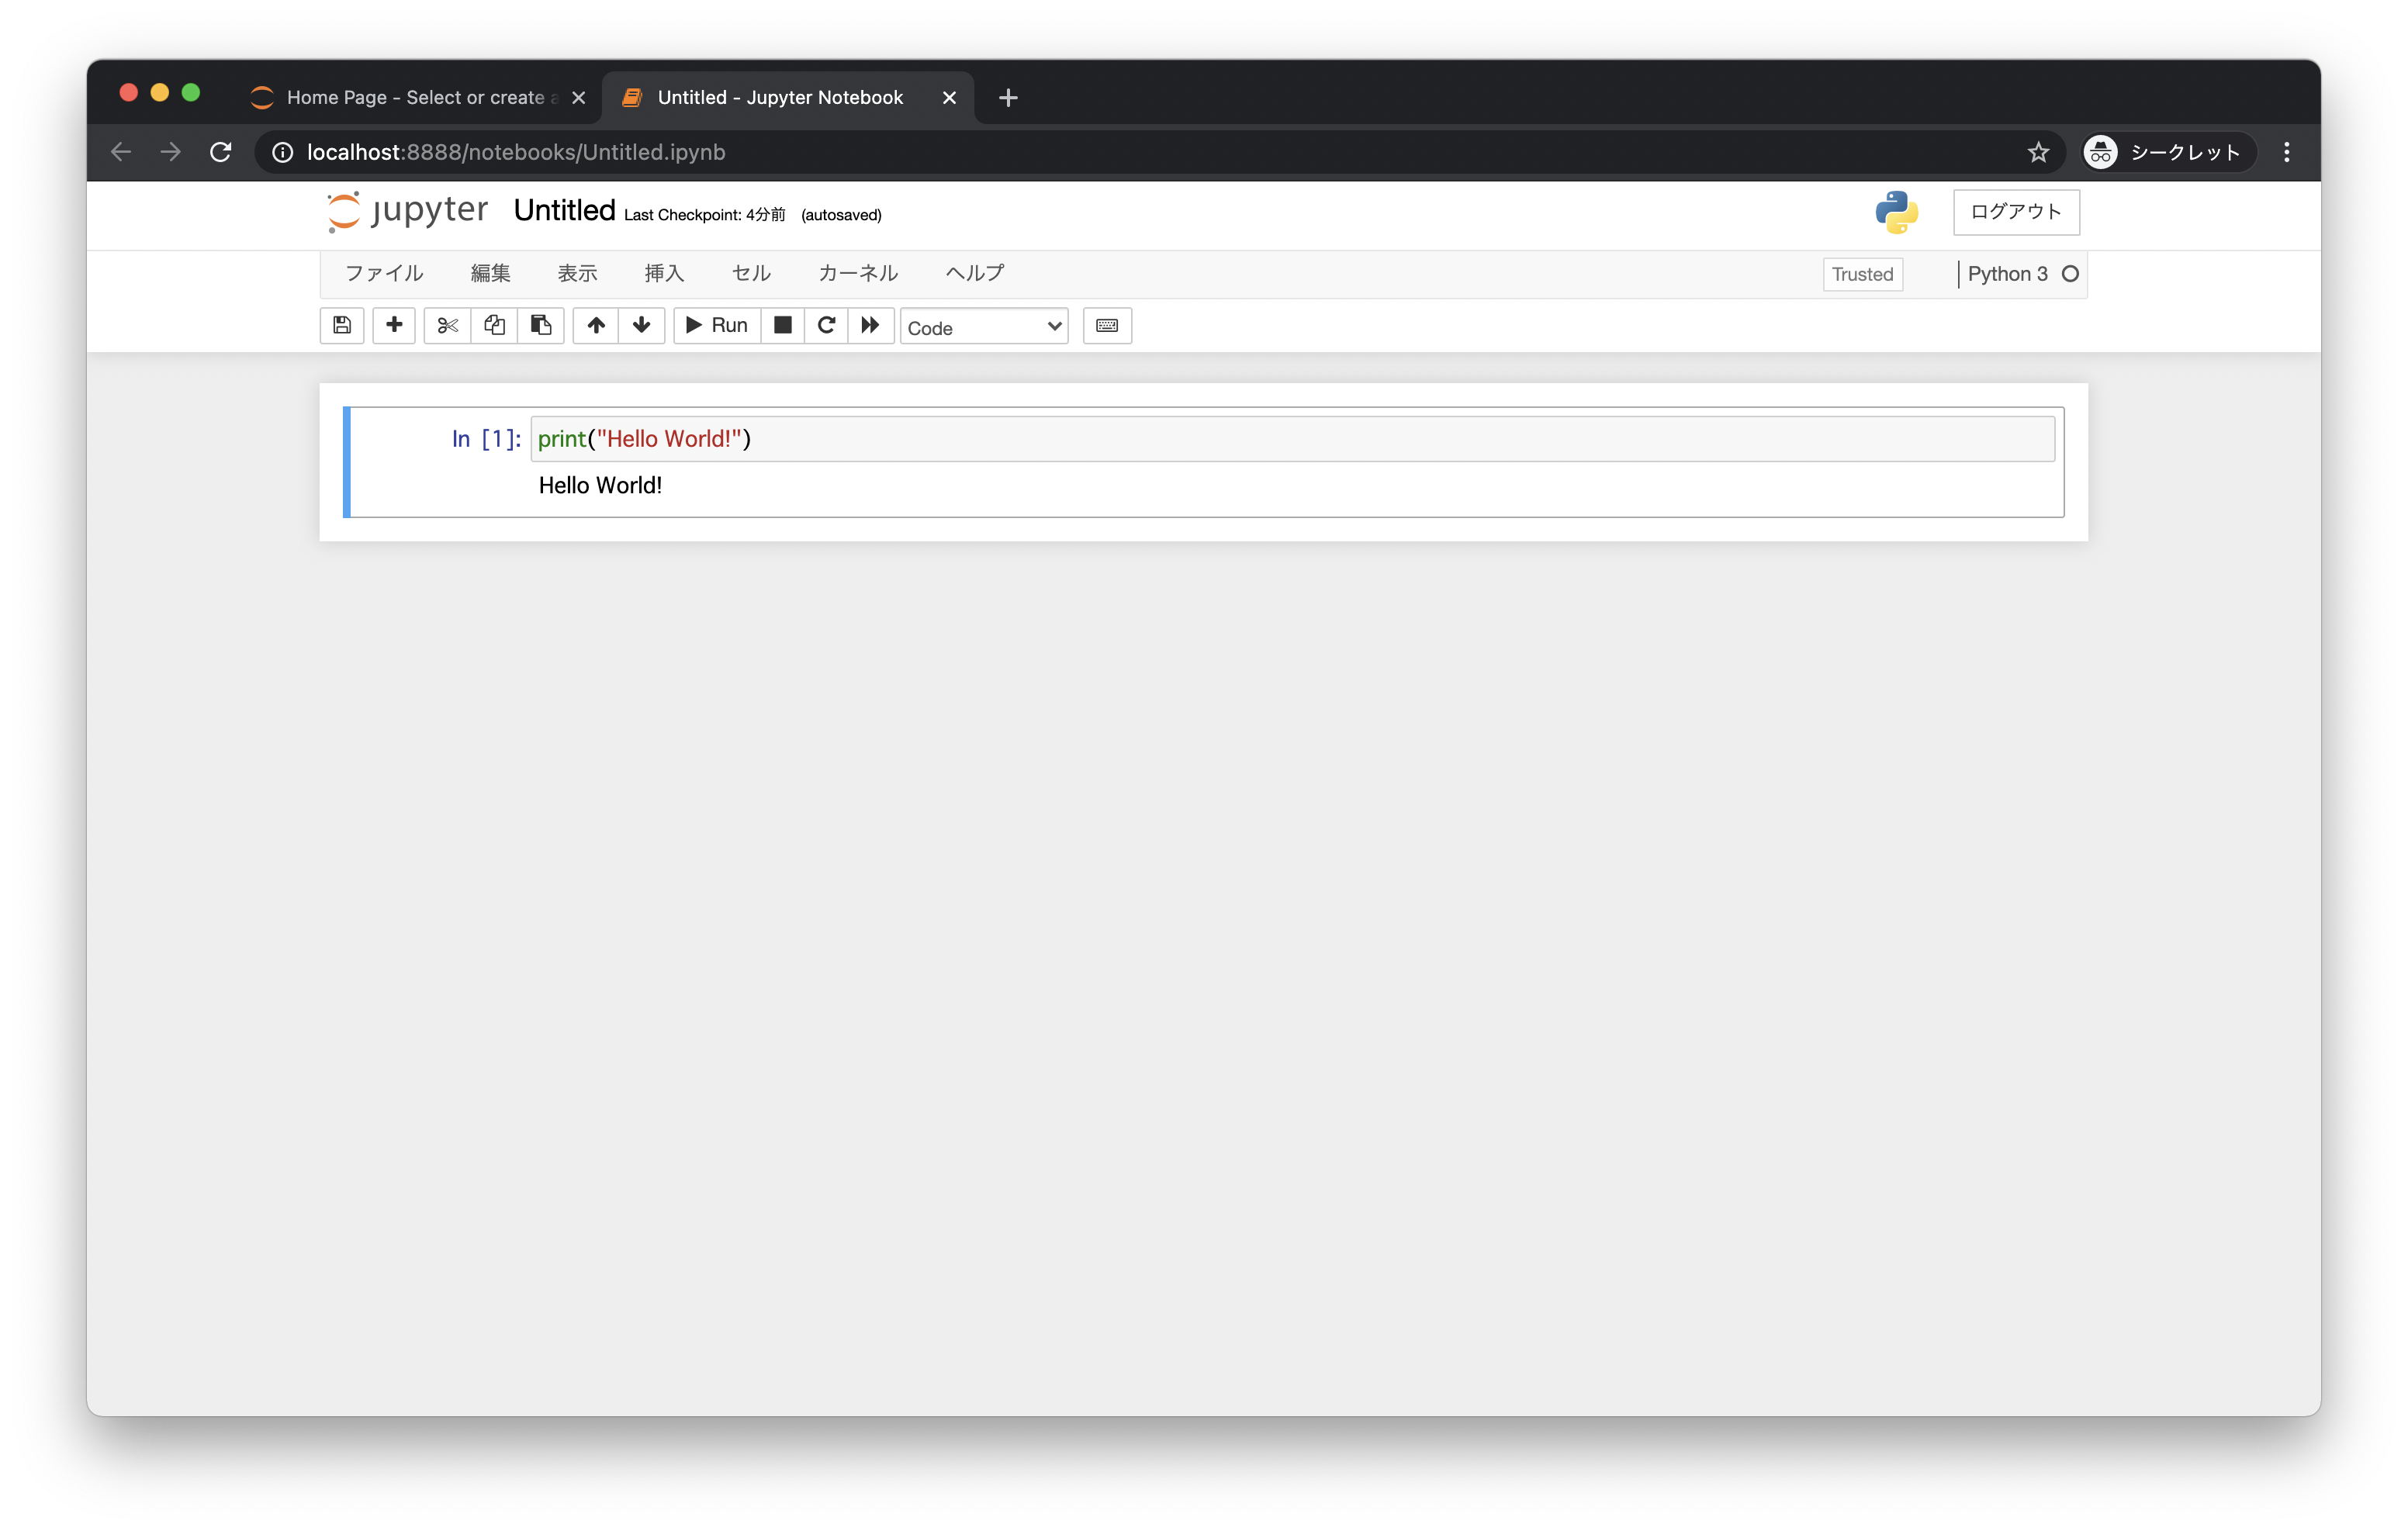 Home Page - Select or create a
Untitled - Jupyter Notebook
localhost:8888/notebooks/Untitled.ipynb
シークレット
jupyter Untitled Last Checkpoint: 4分前 (autosaved)
ログアウト
ファイル 編集 表示 挿入 セル カーネル ヘルプ
Trusted
Python 3
Run
Code
In [1]: print("Hello World!")
Hello World!